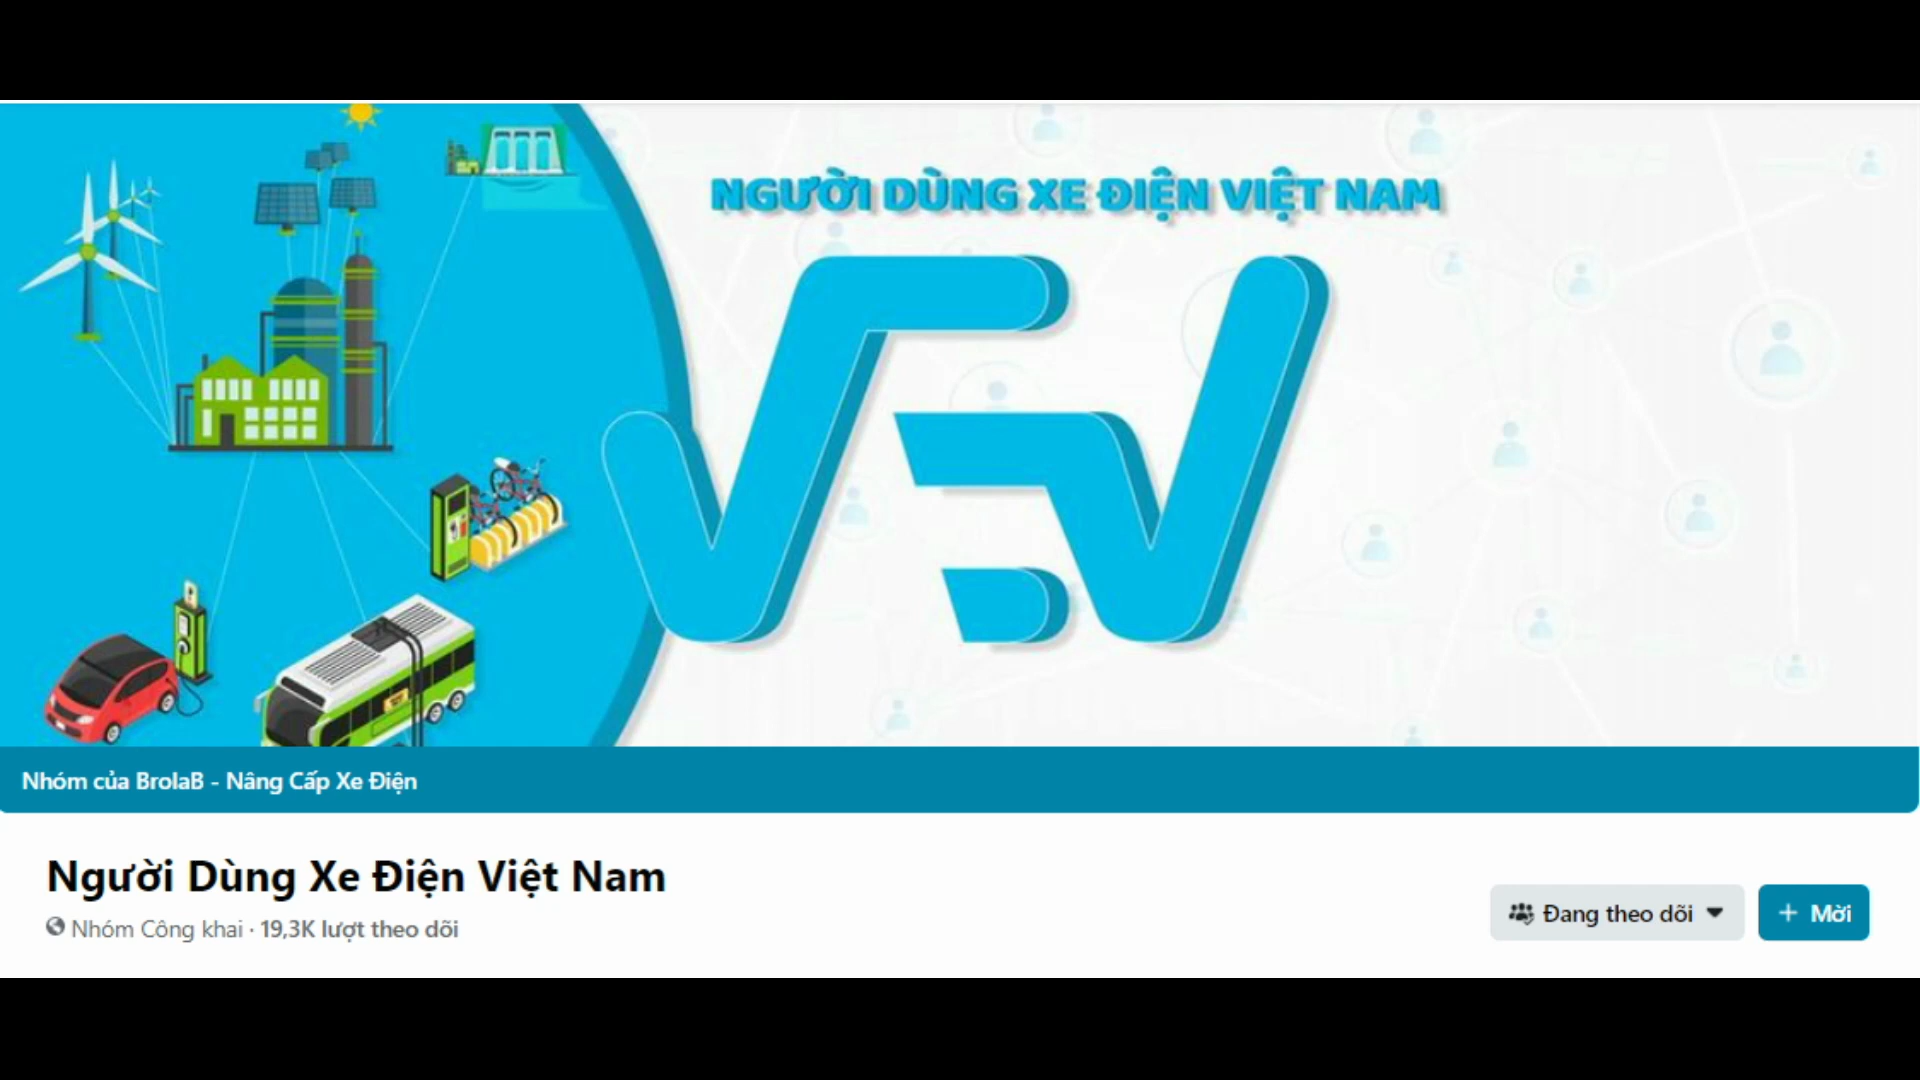 NGƯỜI DÙNG XE ĐIỆN VIỆT NAM
VEV
Nhóm của BrolaB - Nâng Cấp Xe Điện
Người Dùng Xe Điện Việt Nam
Nhóm Công khai · 19,3K lượt theo dõi
Đang theo dõi
+ Mời